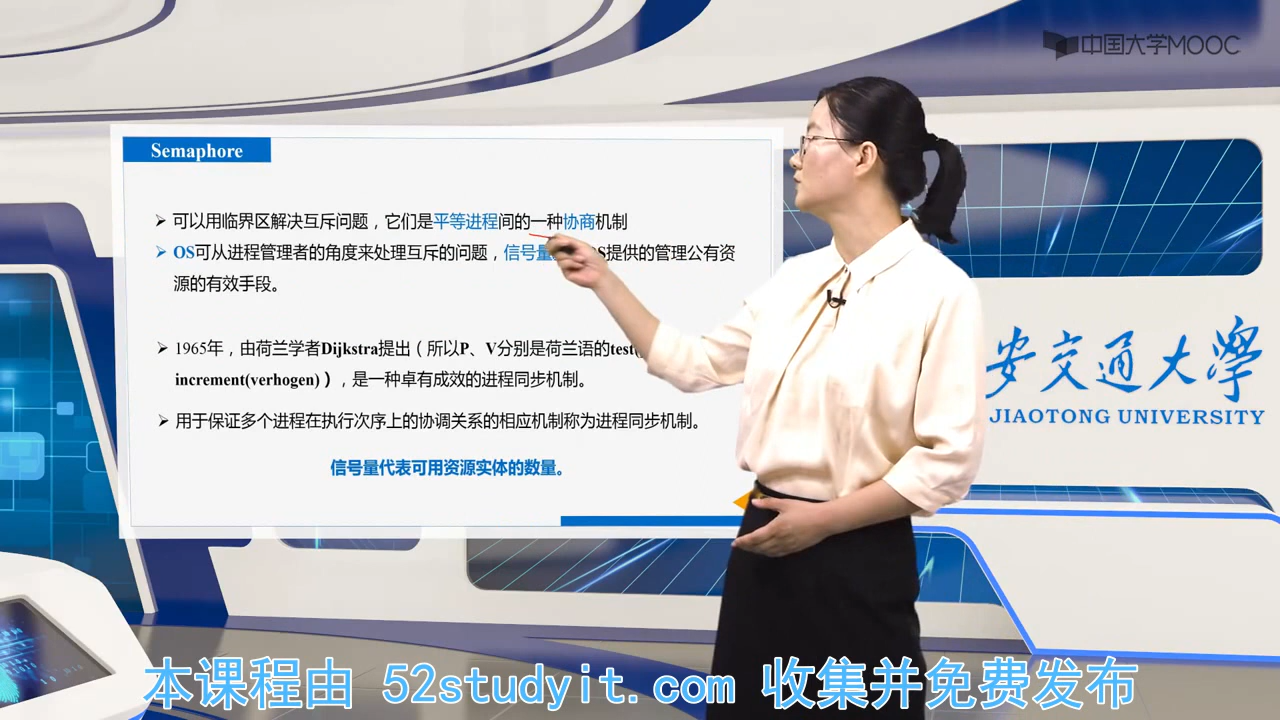 中国大学MOOC
Semaphore
可以用临界区解决互斥问题，它们是平等进程间的一种协商机制
OS可从进程管理者的角度来处理互斥的问题，信号量 S提供的管理公有资
源的有效手段。
1965年，由荷兰学者Dijkstra提出（所以P、V分别是荷兰语的test(
increment(verhogen)），是一种卓有成效的进程同步机制。
用于保证多个进程在执行次序上的协调关系的相应机制称为进程同步机制。
信号量代表可用资源实体的数量。
安交通大學
JIAOTONG UNIVERSITY
本课程由 52studyit.com 收集并免费发布